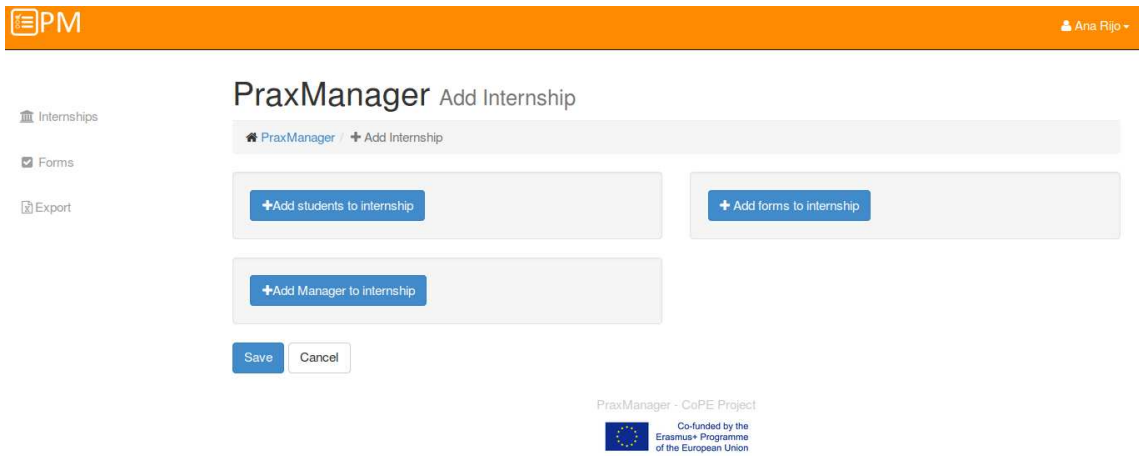 PM
Ana Rijo
PraxManager Add Internship
Internships
PraxManager / + Add Internship
Forms
Export
+Add students to internship
+ Add forms to internship
+Add Manager to internship
Save
Cancel
PraxManager - CoPE Project
Co-funded by the
Erasmus+ Programme
of the European Union